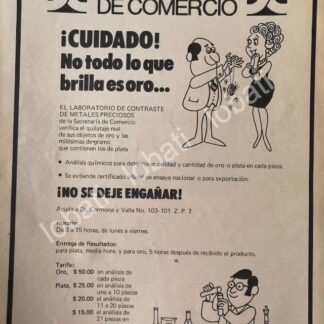 DE COMERCIO
¡CUIDADO!
No todo lo que
brilla es oro...
EL LABORATORIO DE CONTRASTE
DE METALES PRECIOSOS
de la Secretaría de Comercio
verifica el quilataje real
de sus objetos de oro y las
milésimas de gramo
que contienen los de plata
• Análisis químicos para determinar calidad y cantidad de oro o plata en cada pieza.
• Se extiende certificado oficial de ensaye nacional o para exportación.
¡NO SE DEJE ENGAÑAR!
Acuda a Dr. Carmona y Valle No. 103-101 Z.P. 7
Horario:
De 8 a 15 horas, de lunes a viernes.
Entrega de Resultados:
para plata, media hora; y para oro, 5 horas después de recibido el producto.
Tarifa:
Oro, $ 50.00 en análisis de
cada pieza
Plata, $ 25.00 en análisis de
una a 10 piezas
$ 20.00 el análisis de
11 a 20 piezas
$ 15.00 el análisis de
21 piezas en
lobati lobati lobati